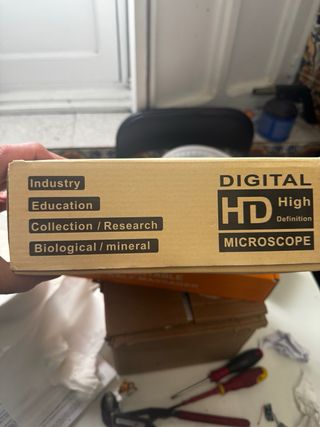 Industry
Education
Collection / Research
Biological / mineral
DIGITAL
HD High
Definition
MICROSCOPE